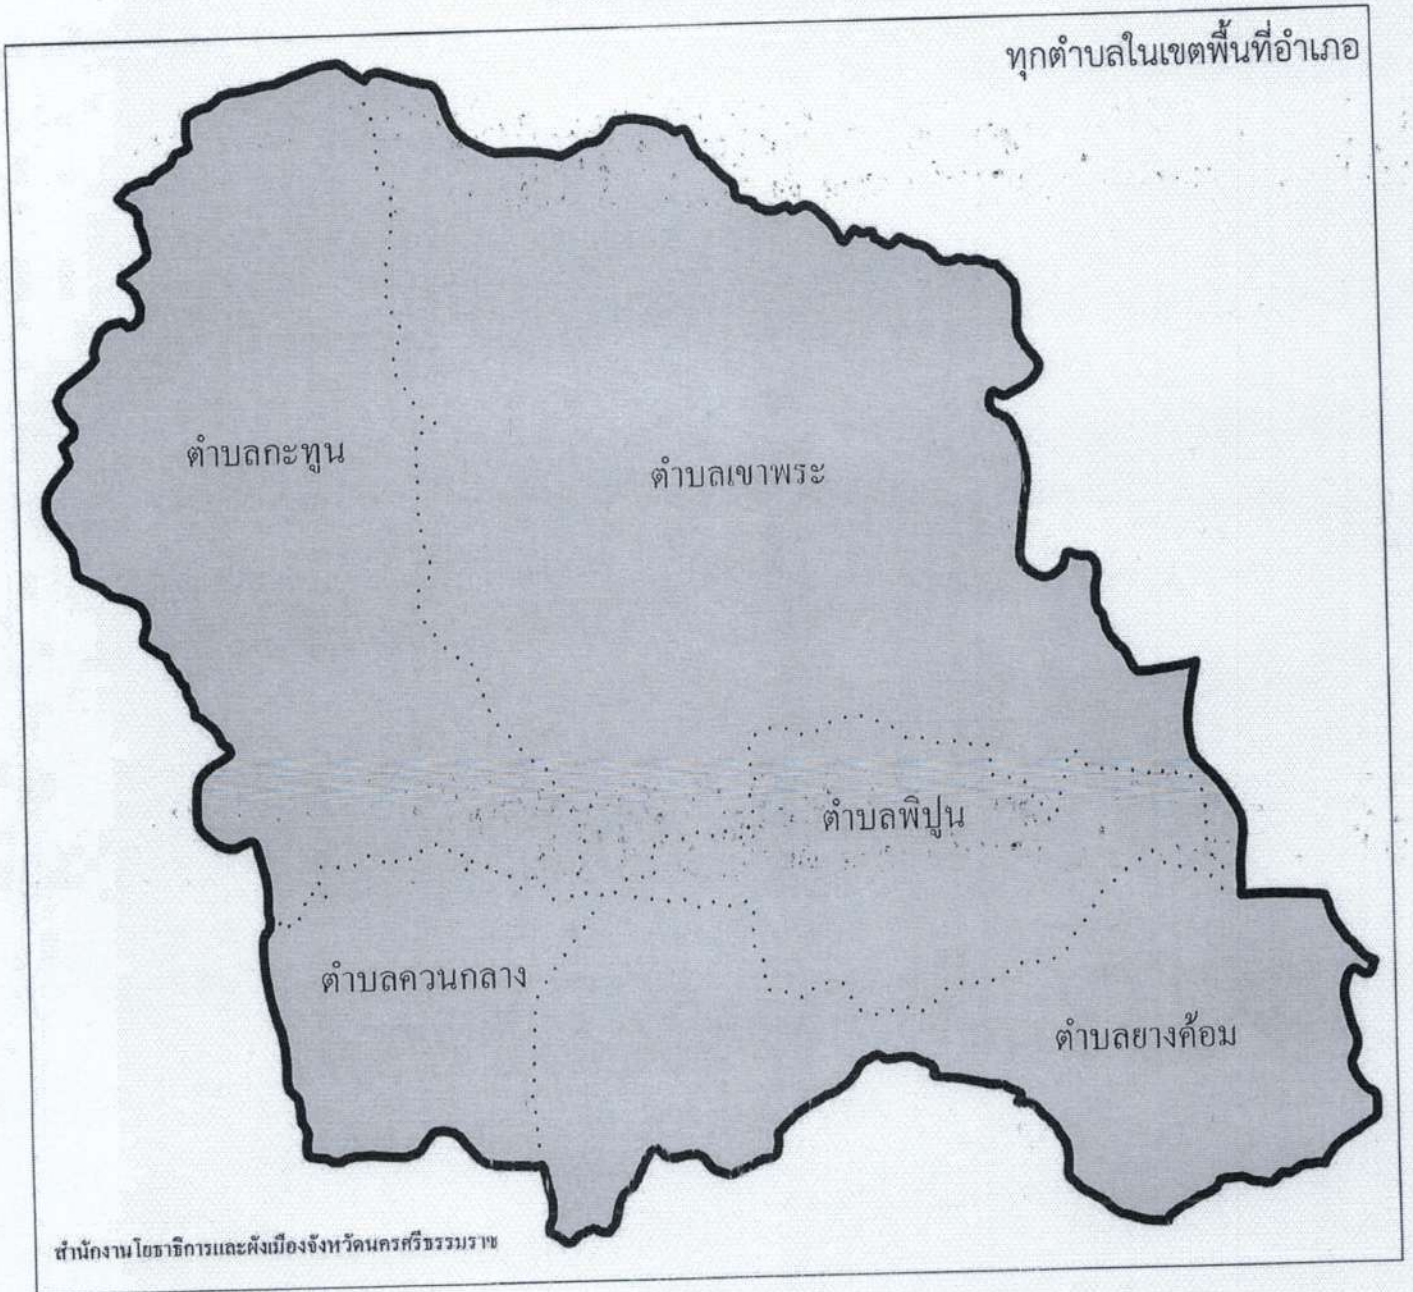 ทุกตำบลในเขตพื้นที่อำเภอ
ตำบลกะทูน
ตำบลเขาพระ
ตำบลพิปูน
ตำบลควนกลาง
ตำบลยางค้อม
สำนักงานโยธาธิการและผังเมืองจังหวัดนครศรีธรรมราช